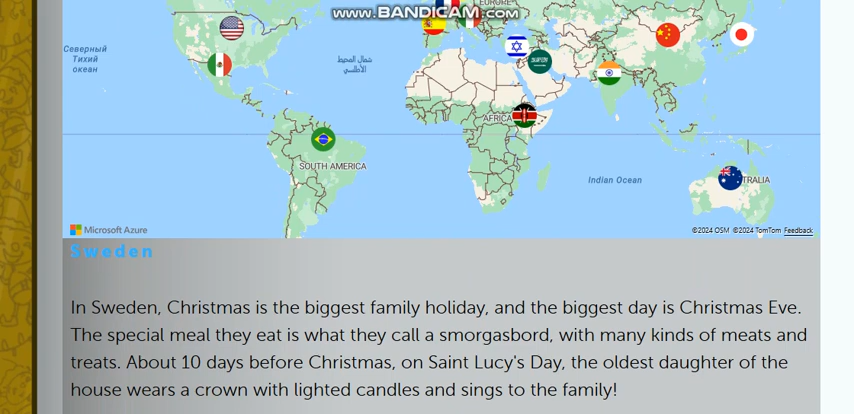 EUROPE
www.BANDICAM.com
Северный
Тихий
океан
شمال المحيط
الأطلسي
AFRICA
SOUTH AMERICA
Indian Ocean
TRALIA
Microsoft Azure
©2024 OSM ©2024 TomTom Feedback
Sweden
In Sweden, Christmas is the biggest family holiday, and the biggest day is Christmas Eve.
The special meal they eat is what they call a smorgasbord, with many kinds of meats and
treats. About 10 days before Christmas, on Saint Lucy's Day, the oldest daughter of the
house wears a crown with lighted candles and sings to the family!